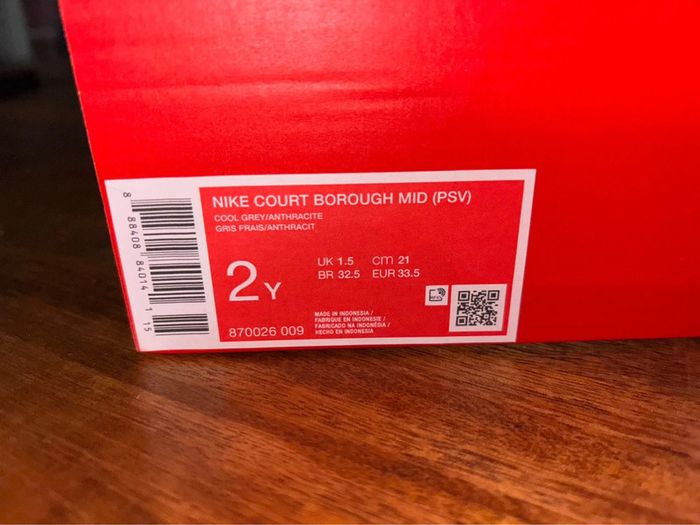 NIKE COURT BOROUGH MID (PSV)
COOL GREY/ANTHRACITE
GRIS FRAIS/ANTHRACIT
2Y
UK 1.5 cm 21
BR 32.5 EUR 33.5
870026 009
MADE IN INDONESIA /
FABRIQUE EN INDONESIE /
FABRICADO NA INDONÉSIA /
HECHO EN INDONESIA
8 88408 84014 1 15